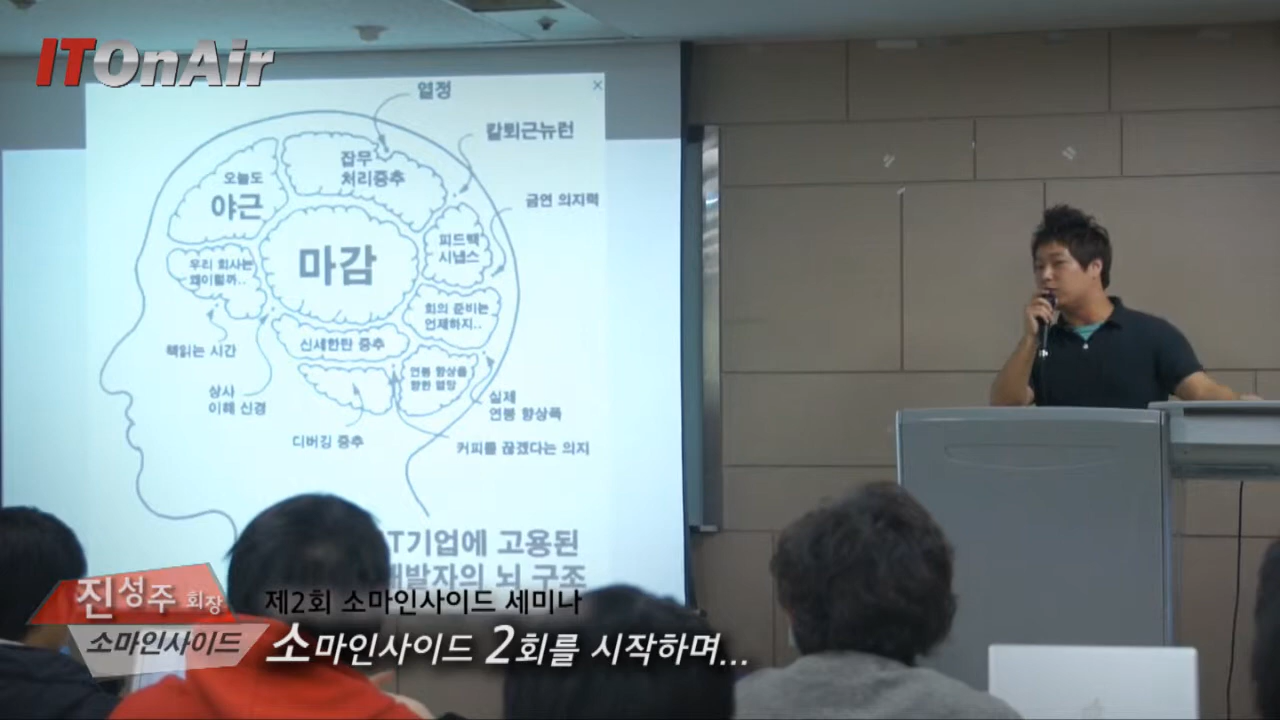 ITOnAir
열정
칼퇴근뉴런
잡무
처리중추
오늘도
야근
금연 의지력
마감
피드백
시냅스
우리 회사는
왜이럴까..
회의 준비는
언제하지..
신세한탄 중추
책읽는 시간
연봉 향상을
향한 열망
상사
이해 신경
실제
연봉 향상폭
디버깅 중추
커피를 끊겠다는 의지
T기업에 고용된
개발자의 뇌 구조
진성주 회장
소마인사이드
제2회 소마인사이드 세미나
소마인사이드 2회를 시작하며...